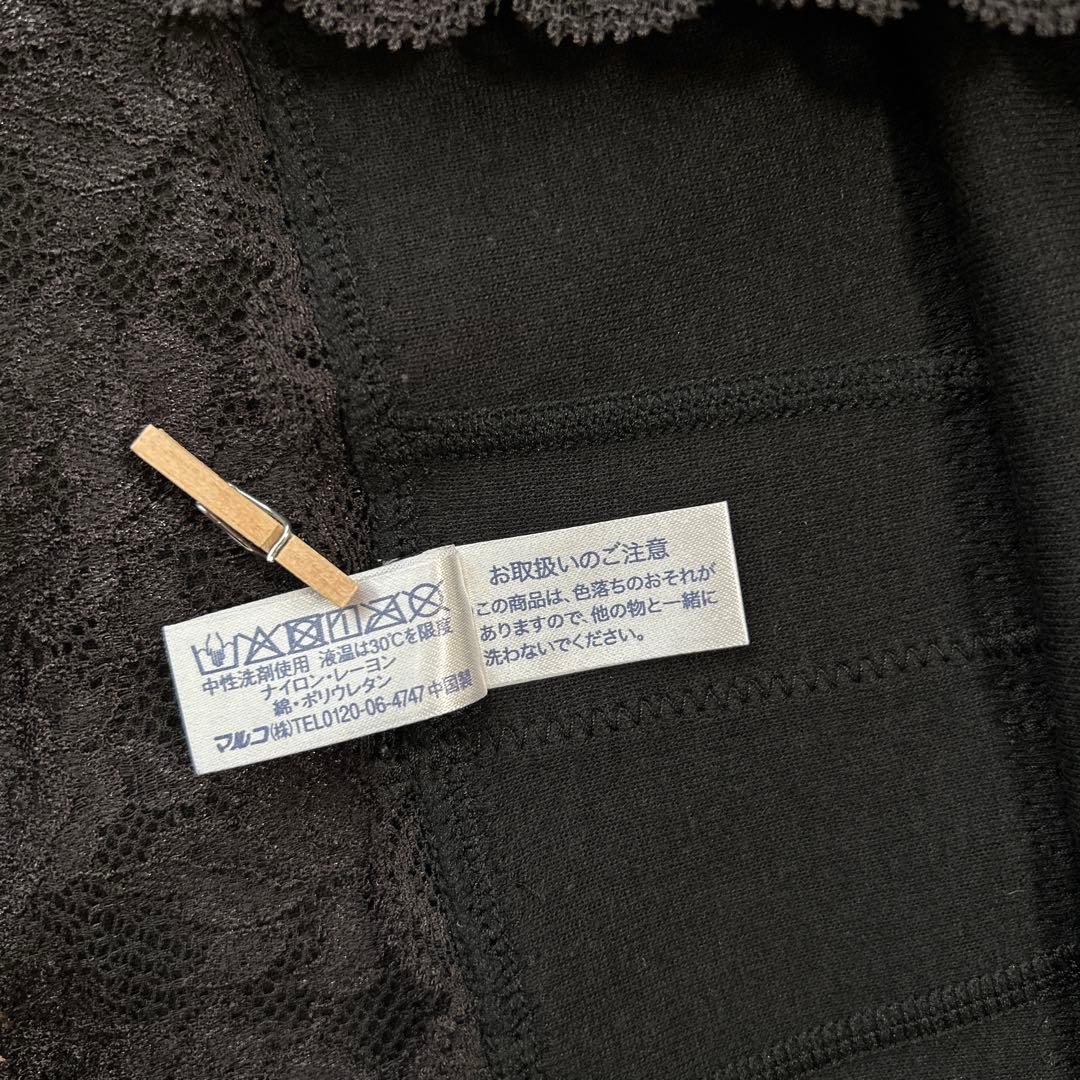 中性洗剤使用 液温は30℃を限度
ナイロン・レーヨン
綿・ポリウレタン
マルコ(株)TEL0120-06-4747 中国製
お取扱いのご注意
この商品は、色落ちのおそれが
ありますので、他の物と一緒に
洗わないでください。